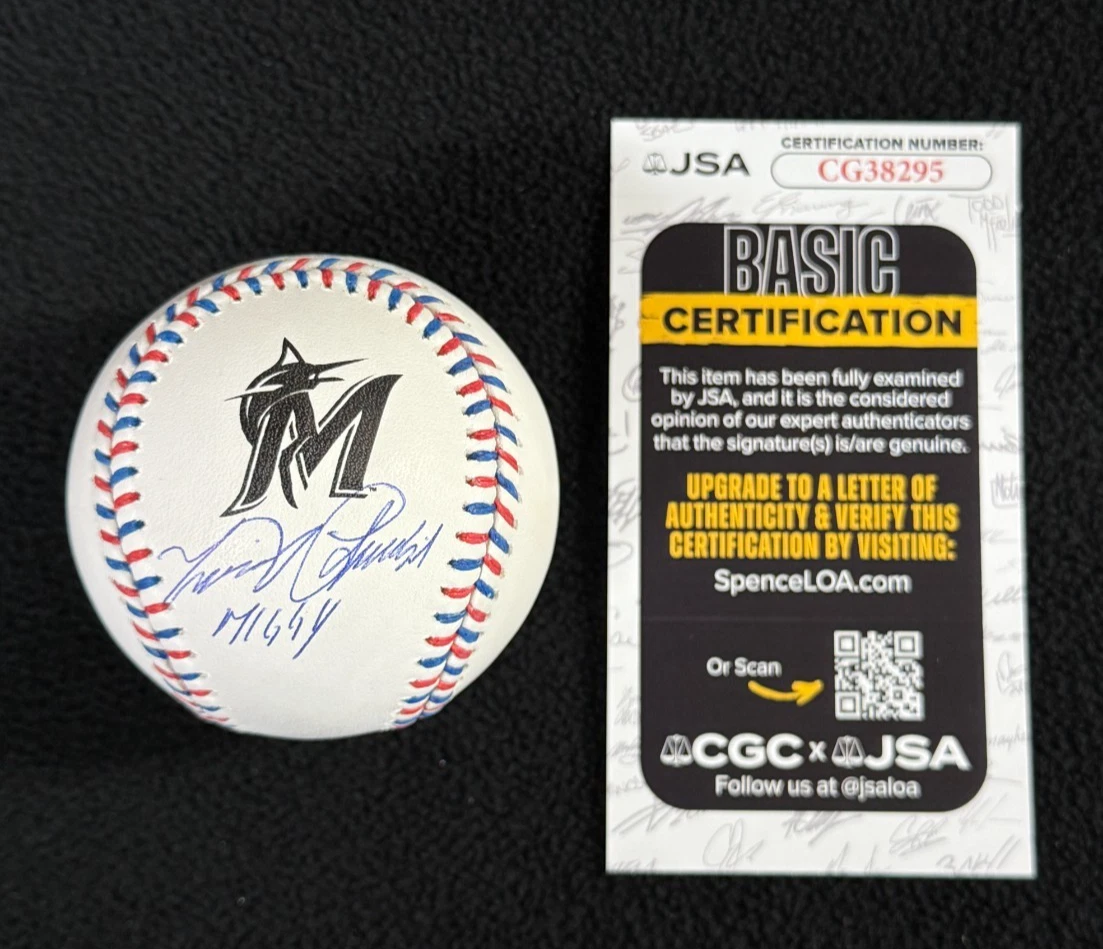 M
MIGGY
JSA
CERTIFICATION NUMBER:
CG38295
BASIC
CERTIFICATION
This item has been fully examined
by JSA, and it is the considered
opinion of our expert authenticators
that the signature(s) is/are genuine.
UPGRADE TO A LETTER OF
AUTHENTICITY & VERIFY THIS
CERTIFICATION BY VISITING:
SpenceLOA.com
Or Scan
CGC x JSA
Follow us at @jsaloa